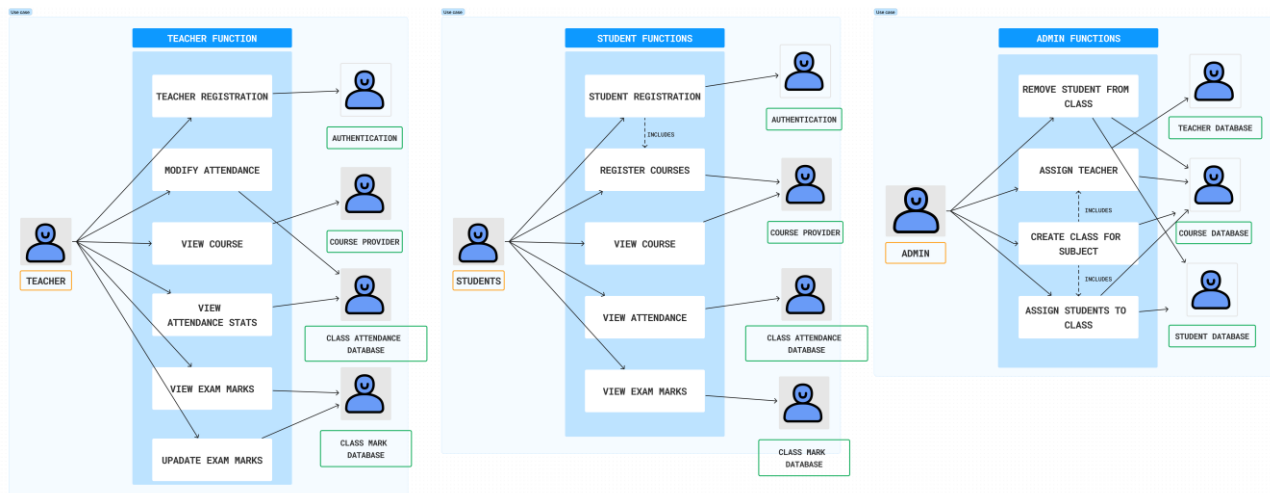 Use case
TEACHER FUNCTION
TEACHER REGISTRATION
AUTHENTICATION
MODIFY ATTENDANCE
COURSE PROVIDER
VIEW COURSE
TEACHER
VIEW
ATTENDANCE STATS
CLASS ATTENDANCE
DATABASE
VIEW EXAM MARKS
CLASS MARK
DATABASE
UPADATE EXAM MARKS
Use case
STUDENT FUNCTIONS
STUDENT REGISTRATION
AUTHENTICATION
INCLUDES
REGISTER COURSES
COURSE PROVIDER
VIEW COURSE
STUDENTS
VIEW ATTENDANCE
CLASS ATTENDANCE
DATABASE
VIEW EXAM MARKS
CLASS MARK
DATABASE
Use case
ADMIN FUNCTIONS
REMOVE STUDENT FROM
CLASS
TEACHER DATABASE
ASSIGN TEACHER
INCLUDES
COURSE DATABASE
CREATE CLASS FOR
SUBJECT
ADMIN
INCLUDES
ASSIGN STUDENTS TO
CLASS
STUDENT DATABASE